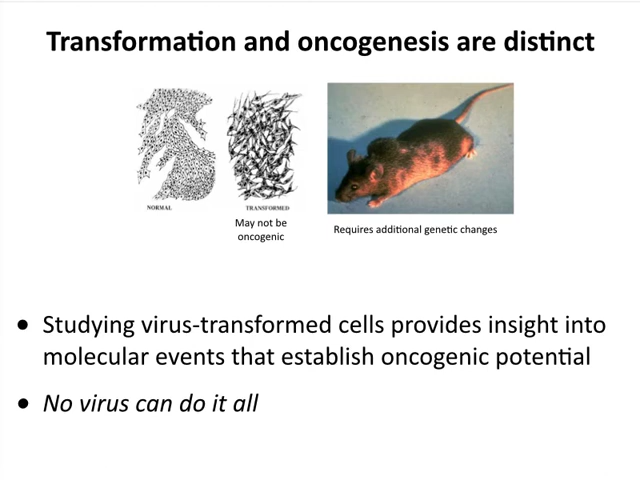 Transformation and oncogenesis are distinct
NORMAL
TRANSFORMED
May not be
oncogenic
Requires additional genetic changes
• Studying virus-transformed cells provides insight into
molecular events that establish oncogenic potential
• No virus can do it all